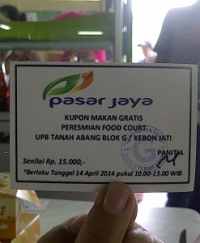 pasar jaya
KUPON MAKAN GRATIS
PERESMIAN FOOD COURT
UPB TANAH ABANG BLOK G / KEBON JATI
PANITIA
Senilai Rp. 15.000,-
*Berlaku Tanggal 14 April 2014 pukul 10.00-13.00 WIB